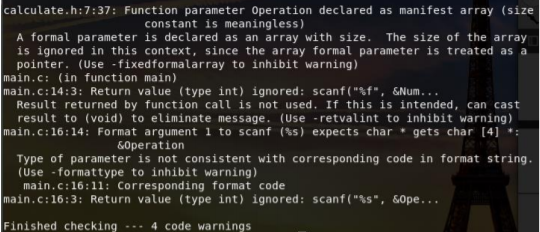 calculate.h:7:37: Function parameter Operation declared as manifest array (size
constant is meaningless)
A formal parameter is declared as an array with size. The size of the array
is ignored in this context, since the array formal parameter is treated as a
pointer. (Use -fixedformalarray to inhibit warning)
main.c: (in function main)
main.c:14:3: Return value (type int) ignored: scanf("%f", &Num...
Result returned by function call is not used. If this is intended, can cast
result to (void) to eliminate message. (Use -retvalint to inhibit warning)
main.c:16:14: Format argument 1 to scanf (%s) expects char * gets char [4] *:
&Operation
Type of parameter is not consistent with corresponding code in format string.
(Use -formattype to inhibit warning)
main.c:16:11: Corresponding format code
main.c:16:3: Return value (type int) ignored: scanf("%s", &Ope...
Finished checking --- 4 code warnings